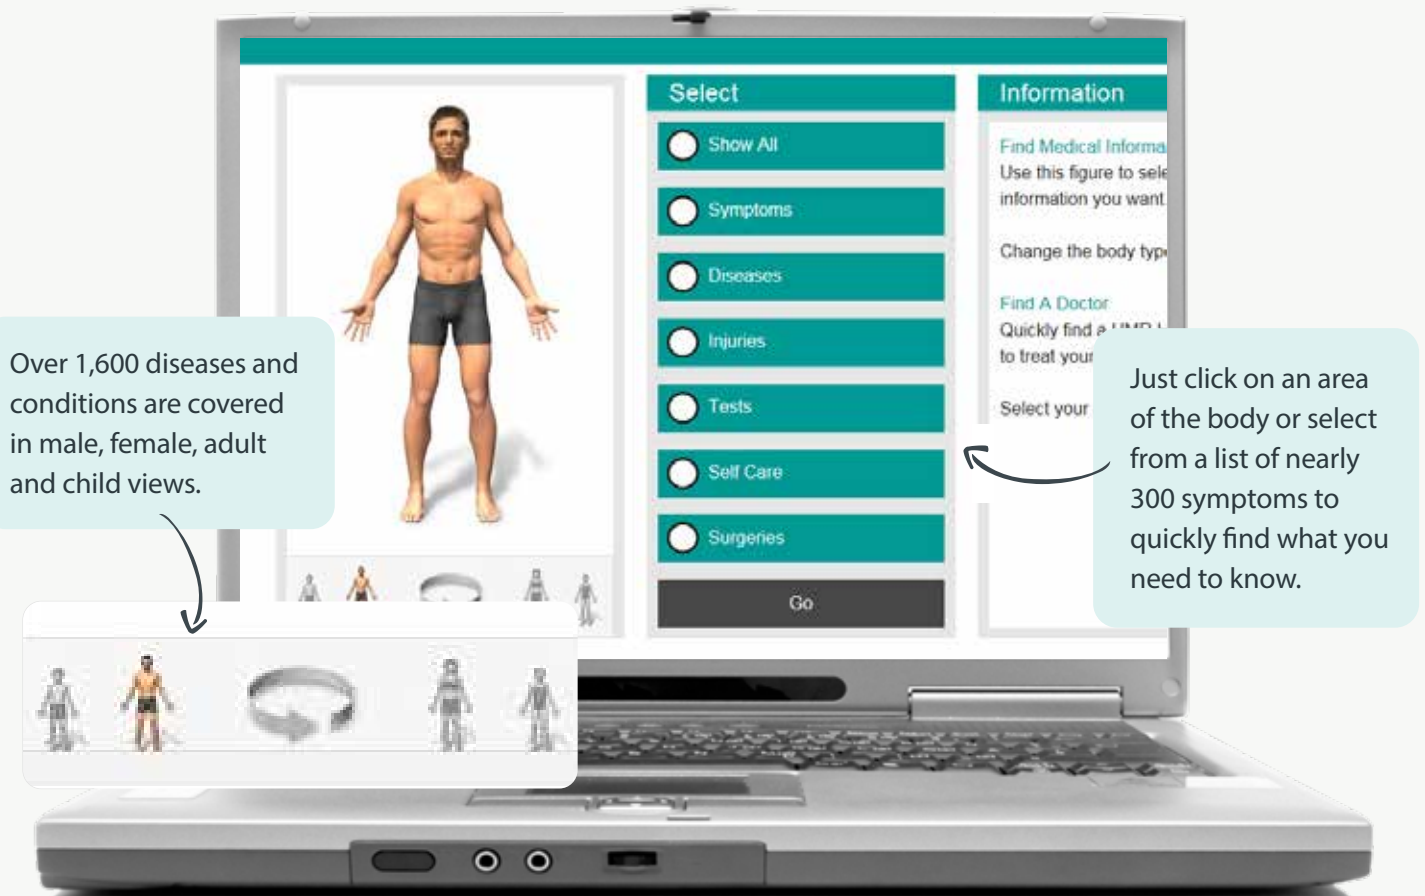 Select
Show All
Symptoms
Diseases
Injuries
Tests
Self Care
Surgeries
Go
Information
Find Medical
Use this figure to
information you want
Change the body
Find A Doctor
Quickly find a
to treat your
Select your
Over 1,600 diseases and
conditions are covered
in male, female, adult
and child views.
Just click on an area
of the body or select
from a list of nearly
300 symptoms to
quickly find what you
need to know.